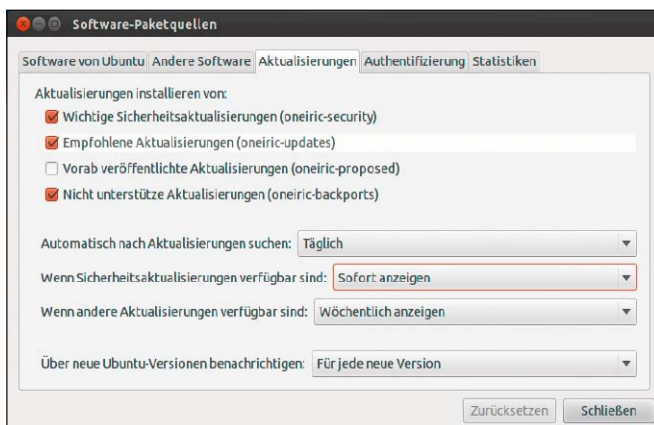 Software-Paketquellen
Software von Ubuntu Andere Software Aktualisierungen Authentifizierung Statistiken
Aktualisierungen installieren von:
Wichtige Sicherheitsaktualisierungen (oneiric-security)
Empfohlene Aktualisierungen (oneiric-updates)
Vorab veröffentlichte Aktualisierungen (oneiric-proposed)
Nicht unterstütze Aktualisierungen (oneiric-backports)
Automatisch nach Aktualisierungen suchen: Täglich
Wenn Sicherheitsaktualisierungen verfügbar sind: Sofort anzeigen
Wenn andere Aktualisierungen verfügbar sind: Wöchentlich anzeigen
Über neue Ubuntu-Versionen benachrichtigen: Für jede neue Version
Zurücksetzen Schließen